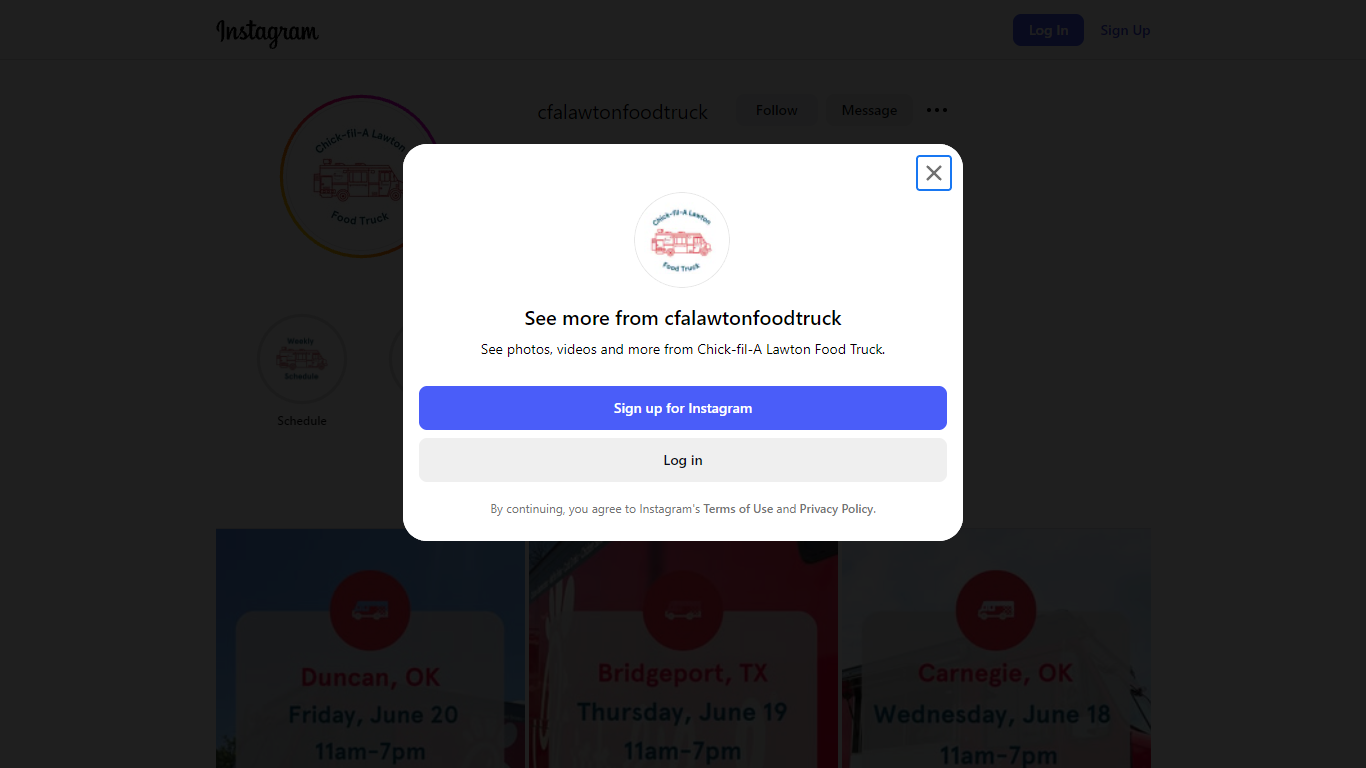 Instagram
Log In
Sign Up
cfalawtonfoodtruck
Follow
Message
Chick-fil-A Lawton
Food Truck
Chick-fil-A Lawton
Food Truck
See more from cfalawtonfoodtruck
See photos, videos and more from Chick-fil-A Lawton Food Truck.
Sign up for Instagram
Log in
By continuing, you agree to Instagram's Terms of Use and Privacy Policy.
Weekly
Schedule
Schedule
Duncan, OK
Friday, June 20
11am-7pm
Bridgeport, TX
Thursday, June 19
11am-7pm
Carnegie, OK
Wednesday, June 18
11am-7pm